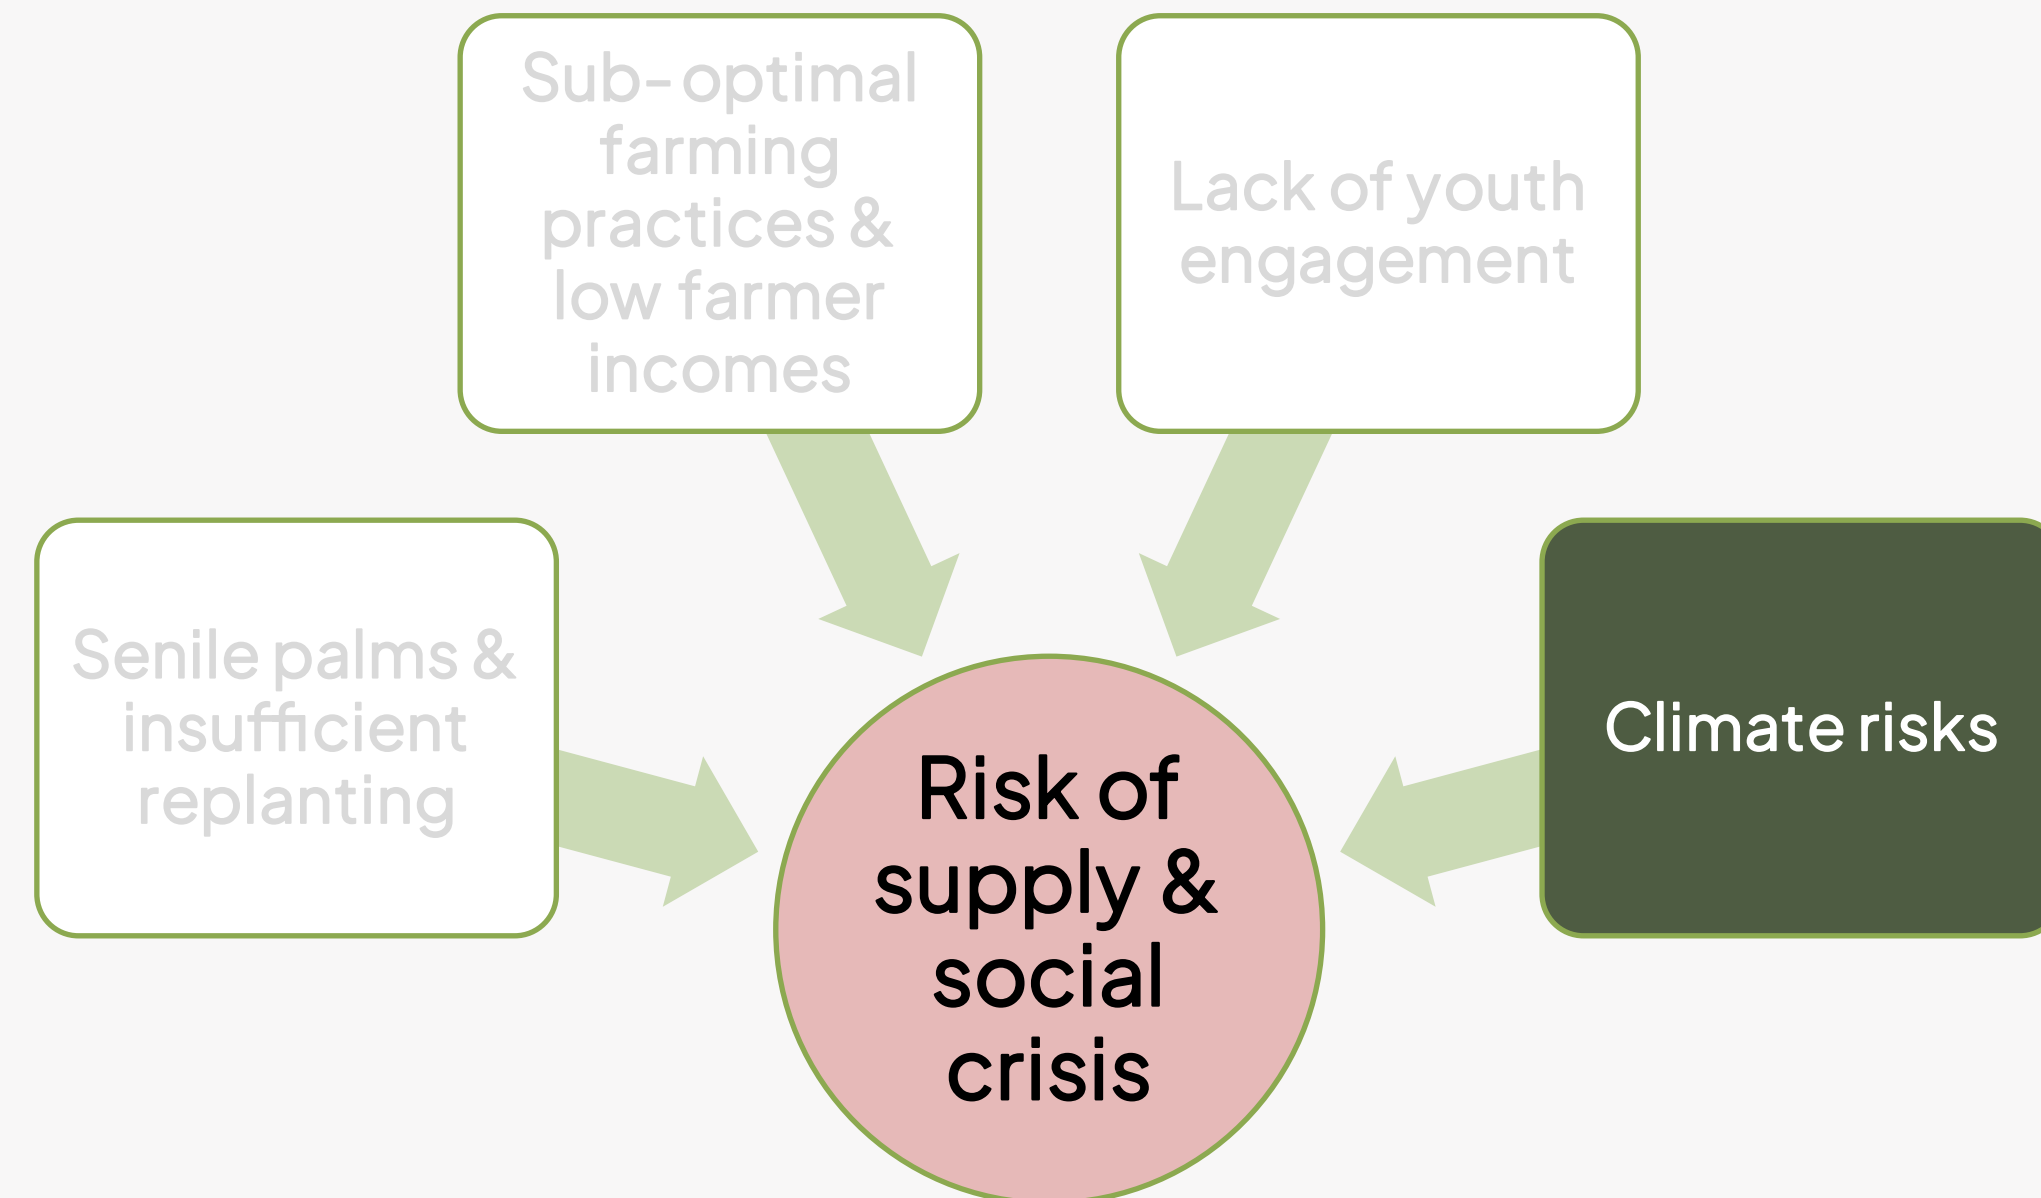 Sub-optimal
farming
practices &
low farmer
incomes
Lack of youth
engagement
Senile palms &
insufficient
replanting
Climate risks
Risk of
supply &
social
crisis